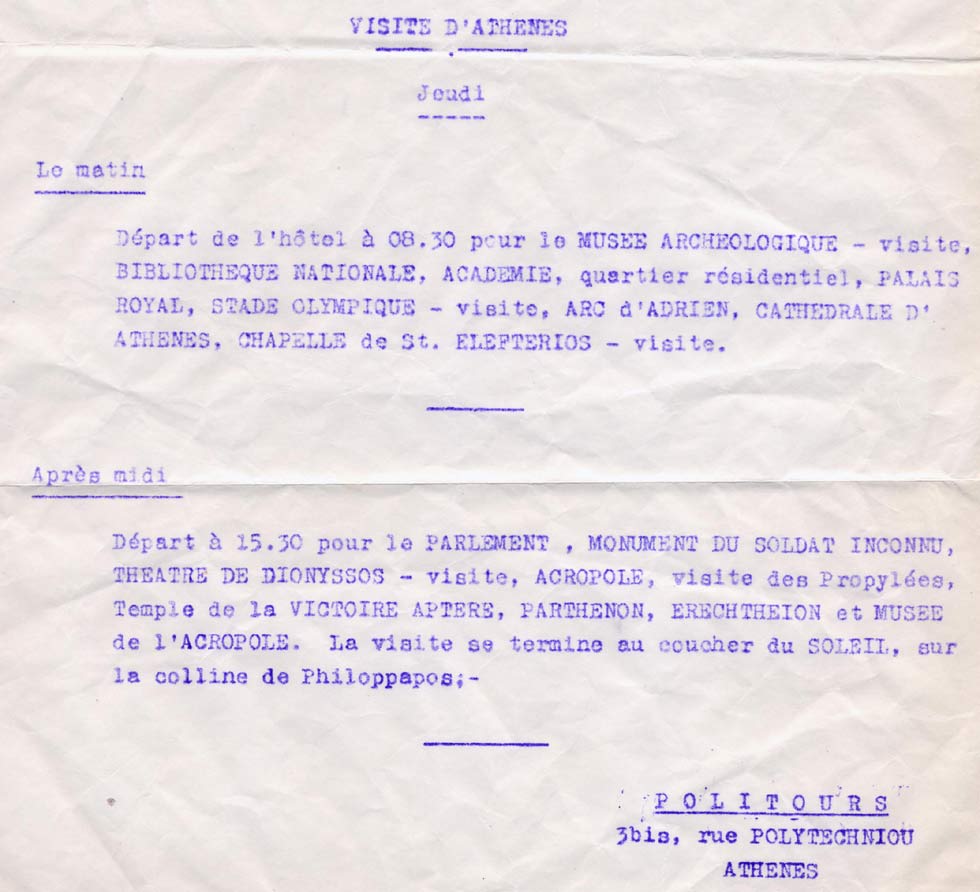 VISITE D'ATHENES
Jeudi
Le matin
Départ de l'hôtel à 08.30 pour le MUSEE ARCHEOLOGIQUE - visite,
BIBLIOTHEQUE NATIONALE, ACADEMIE, quartier résidentiel, PALAIS
ROYAL, STADE OLYMPIQUE - visite, ARC d'ADRIEN, CATHEDRALE D'
ATHENES, CHAPELLE de St. ELEFTERIOS - visite.
Après midi
Départ à 15.30 pour le PARLEMENT , MONUMENT DU SOLDAT INCONNU,
THEATRE DE DIONYSSOS - visite, ACROPOLE, visite des Propylées,
Temple de la VICTOIRE APTERE, PARTHENON, ERECHTHEION et MUSEE
de l'ACROPOLE. La visite se termine au coucher du SOLEIL, sur
la colline de Philoppapos;-
P O L I T O U R S
3bis, rue POLYTECHNIOU
ATHENES